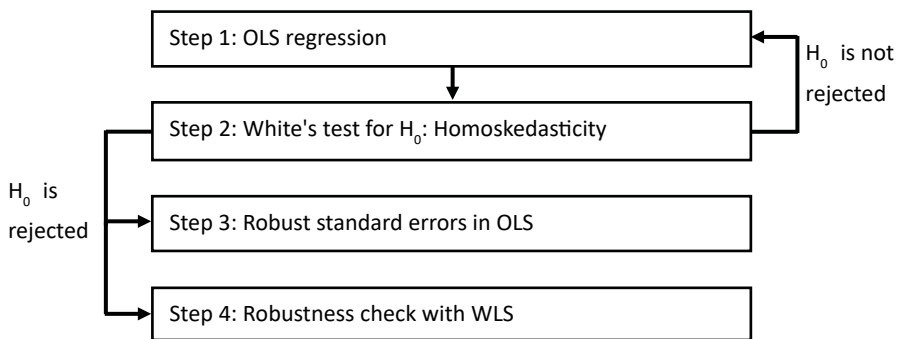 Step 1: OLS regression
H₀ is not
rejected
Step 2: White's test for H₀: Homoskedasticity
H₀ is
rejected
Step 3: Robust standard errors in OLS
Step 4: Robustness check with WLS